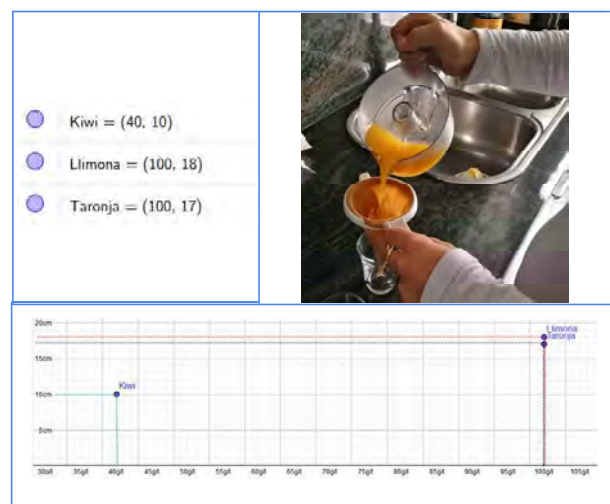 Kiwi = (40, 10)
Llimona = (100, 18)
Taronja = (100, 17)
20cm
Llimona
Taronja
15cm
Kiwi
10cm
5cm
30g/l 35g/l 40g/l 45g/l 50g/l 55g/l 60g/l 65g/l 70g/l 75g/l 80g/l 85g/l 90g/l 95g/l 100g/l 105g/l